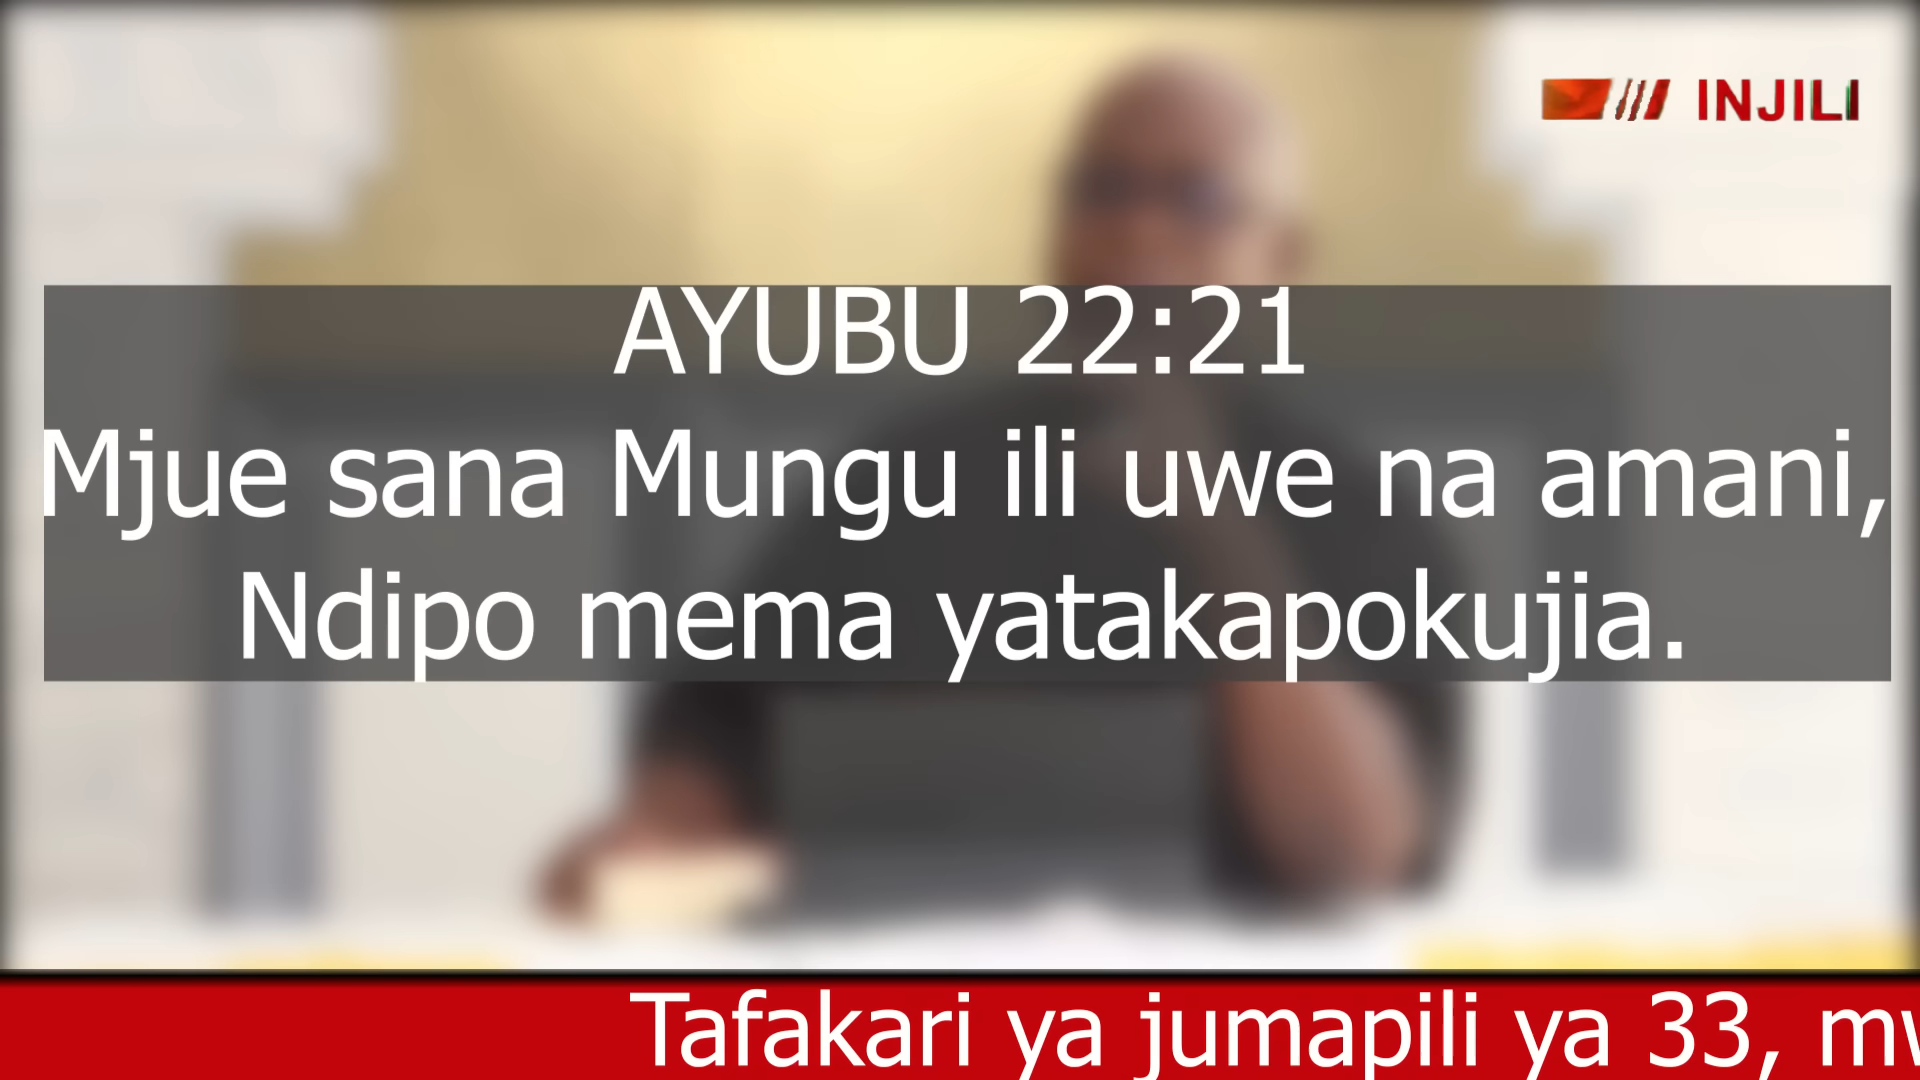 INJILI
AYUBU 22:21
Mjue sana Mungu ili uwe na amani,
Ndipo mema yatakapokujia.
Tafakari ya jumapili ya 33,